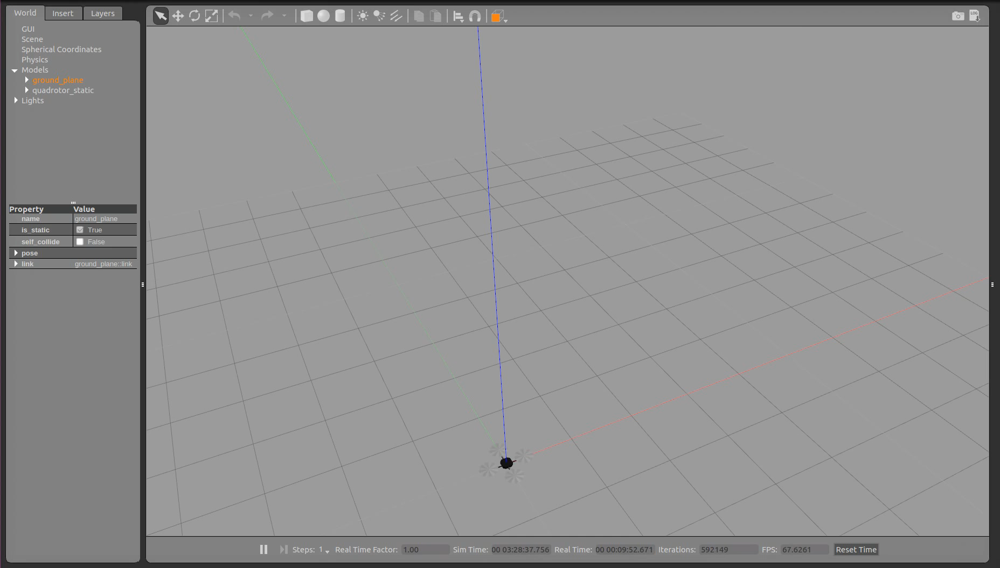 World Insert Layers
GUI
Scene
Spherical Coordinates
Physics
Models
ground_plane
quadrotor_static
Lights
Property Value
name ground_plane
is_static True
self_collide False
pose
link ground_plane::link
LOG
Steps: 1 Real Time Factor: 1.00 Sim Time: 00 03:28:37.756 Real Time: 00 00:09:52.671 Iterations: 592149 FPS: 67.6261 Reset Time